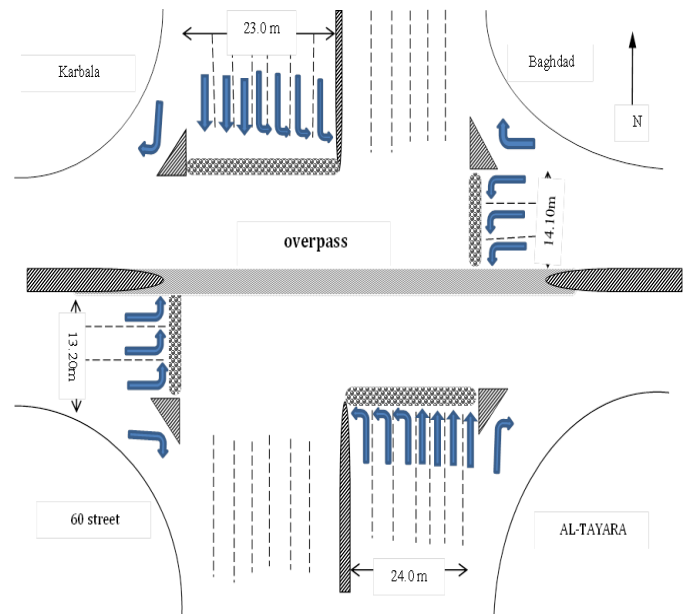 23.0 m
Karbala
Baghdad
N
14.10m
overpass
13.20m
60 street
AL-TAYARA
24.0 m